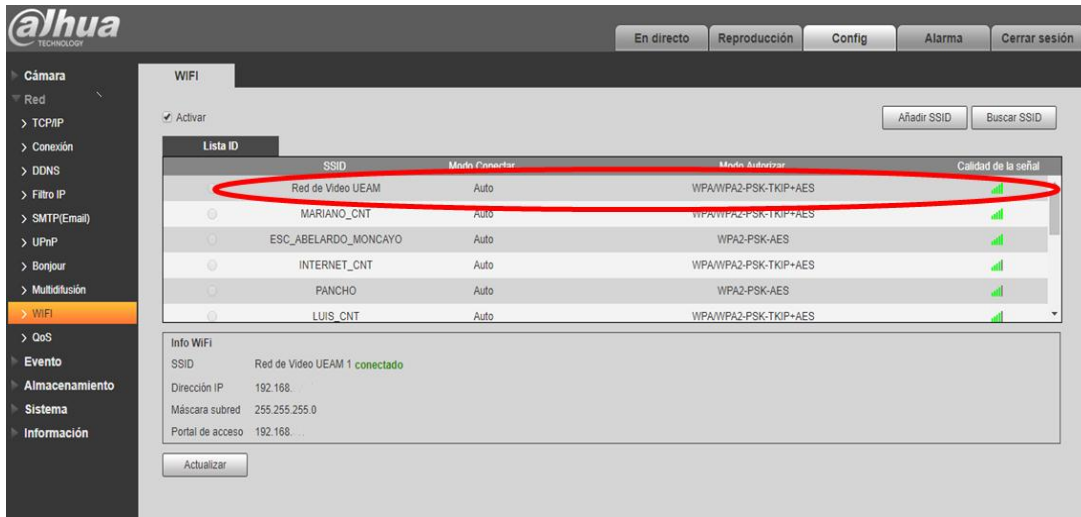 alhua
TECHNOLOGY
En directo Reproducción Config Alarma Cerrar sesión
Cámara
WIFI
Red
TCP/IP
Activar
Añadir SSID Buscar SSID
Conexión
Lista ID
DDNS
SSID Modo Conectar Modo Autorizar Calidad de la señal
Filtro IP
Red de Video UEAM Auto WPA/WPA2-PSK-TKIP+AES
SMTP(Email)
MARIANO_CNT Auto WPA/WPA2-PSK-TKIP+AES
UPnP
ESC_ABELARDO_MONCAYO Auto WPA2-PSK-AES
Bonjour
INTERNET_CNT Auto WPA/WPA2-PSK-TKIP+AES
Multidifusión
PANCHO Auto WPA2-PSK-AES
WIFI
LUIS_CNT Auto WPA/WPA2-PSK-TKIP+AES
QoS
Info WiFi
Evento
SSID Red de Video UEAM 1 conectado
Almacenamiento
Dirección IP 192.168.
Sistema
Máscara subred 255.255.255.0
Información
Portal de acceso 192.168.
Actualizar